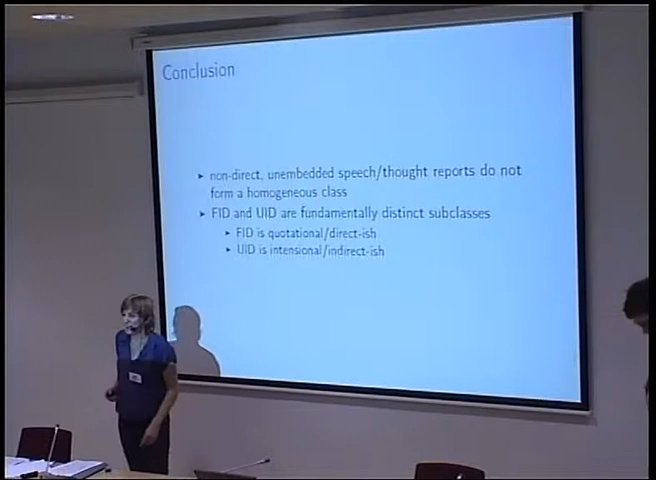 Conclusion
▸ non-direct, unembedded speech/thought reports do not
form a homogeneous class
▸ FID and UID are fundamentally distinct subclasses
▸ FID is quotational/direct-ish
▸ UID is intensional/indirect-ish